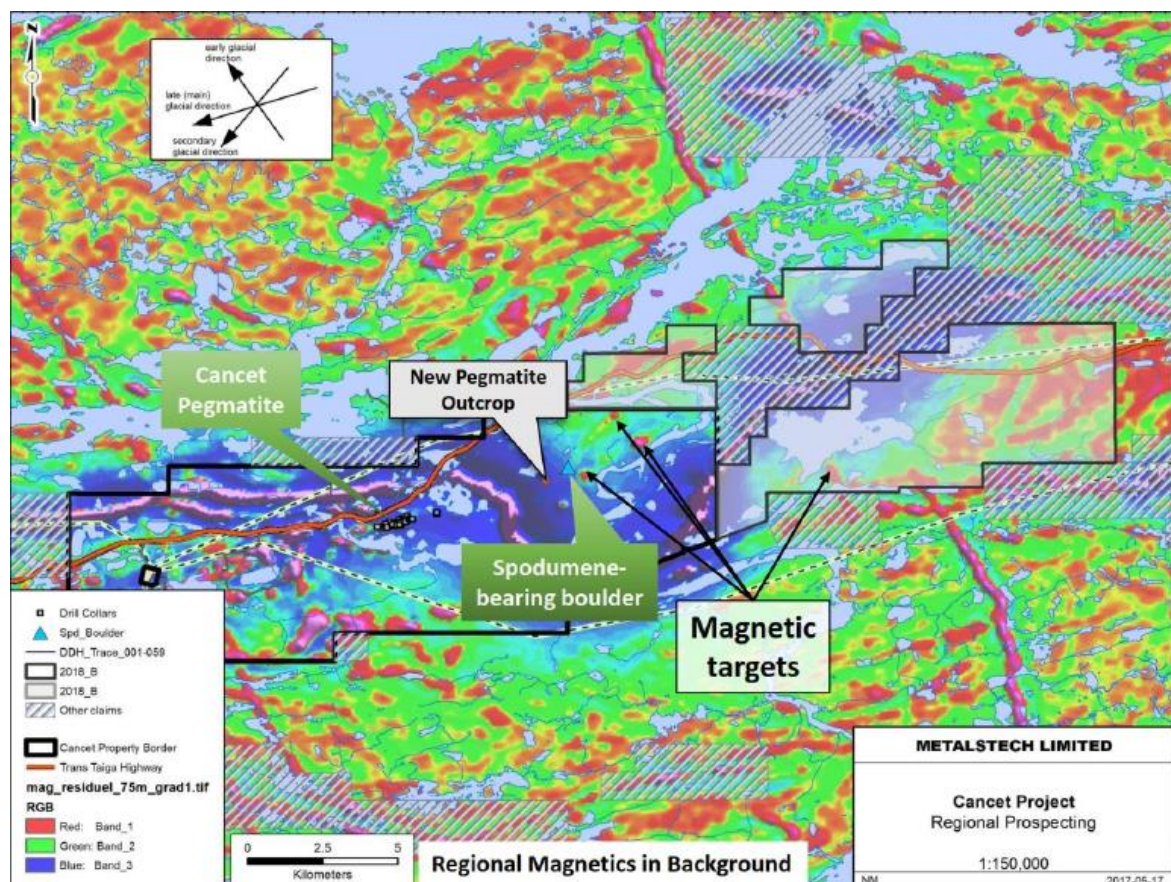 Z
early glacial
direction
late (main)
glacial direction
secondary
glacial direction
Cancet
Pegmatite
New Pegmatite
Outcrop
Spodumene-
bearing boulder
Magnetic
targets
Drill Collars
Spd_Boulder
DDH_Trace_001-059
2018_B
2018_B
Other claims
Cancet Property Border
Trans Taiga Highway
mag_residuel_75m_grad1.tif
RGB
Red: Band_1
Green: Band_2
Blue: Band_3
0 2.5 5
Kilometers
Regional Magnetics in Background
METALSTECH LIMITED
Cancet Project
Regional Prospecting
1:150,000
NM